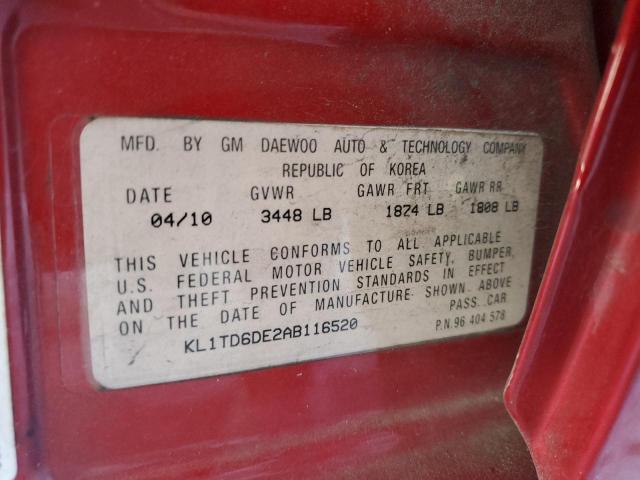 MFD. BY GM DAEWOO AUTO & TECHNOLOGY COMPANY
REPUBLIC OF KOREA
DATE GVWR GAWR FRT GAWR RR
04/10 3448 LB 1874 LB 1808 LB
THIS VEHICLE CONFORMS TO ALL APPLICABLE
U.S. FEDERAL MOTOR VEHICLE SAFETY, BUMPER,
AND THEFT PREVENTION STANDARDS IN EFFECT
ON THE DATE OF MANUFACTURE SHOWN ABOVE
PASS. CAR
KL1TD6DE2AB116520
P.N. 96 404 578